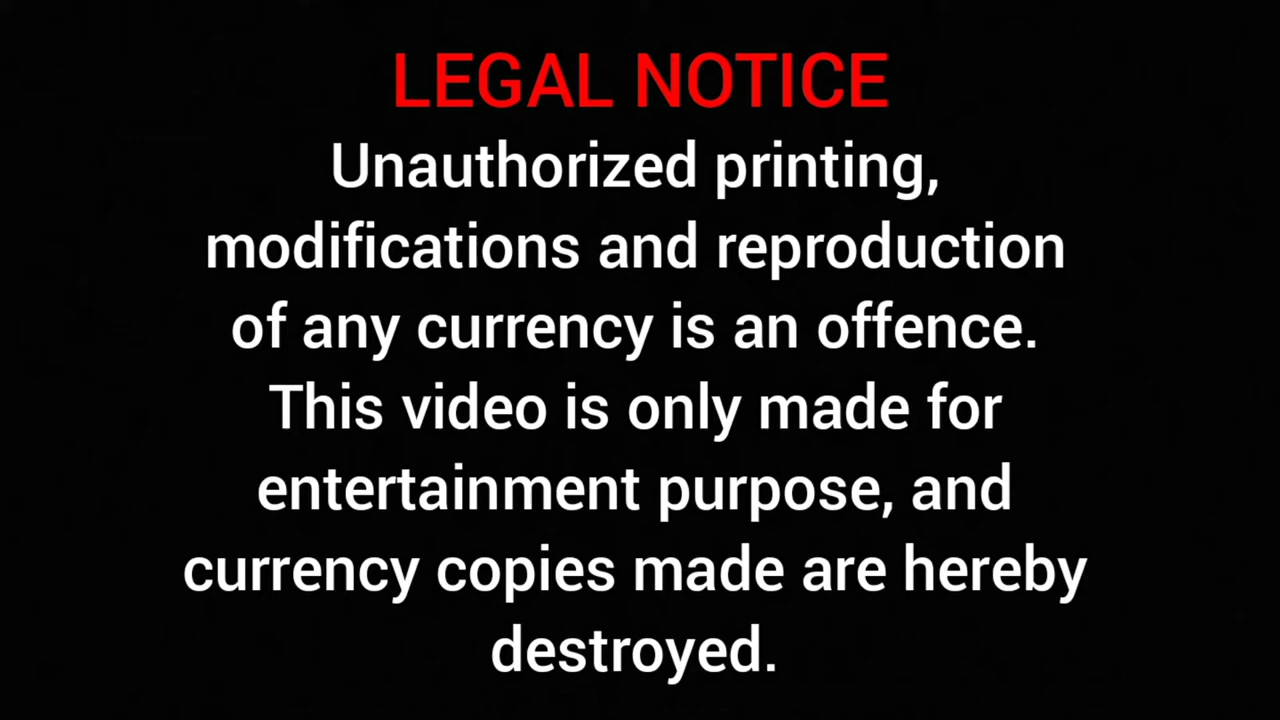 LEGAL NOTICE
Unauthorized printing,
modifications and reproduction
of any currency is an offence.
This video is only made for
entertainment purpose, and
currency copies made are hereby
destroyed.